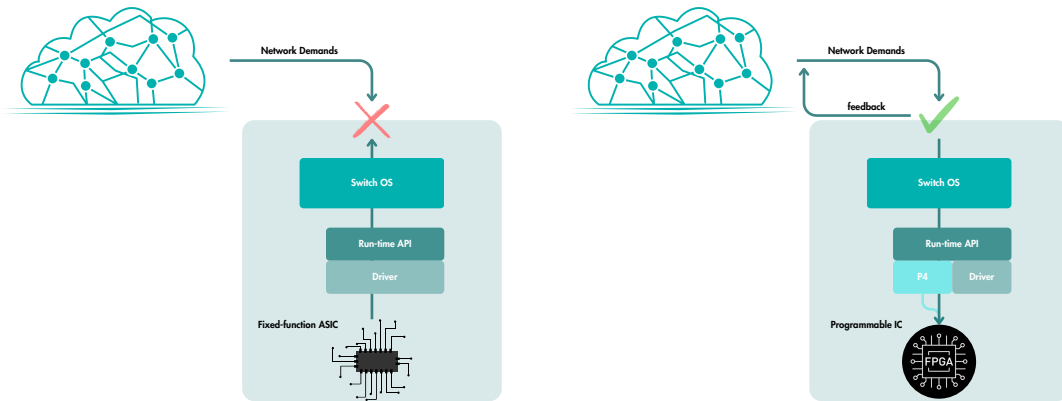 Network Demands
Switch OS
Run-time API
Driver
Fixed-function ASIC
Network Demands
feedback
Switch OS
Run-time API
P4
Driver
Programmable IC
FPGA